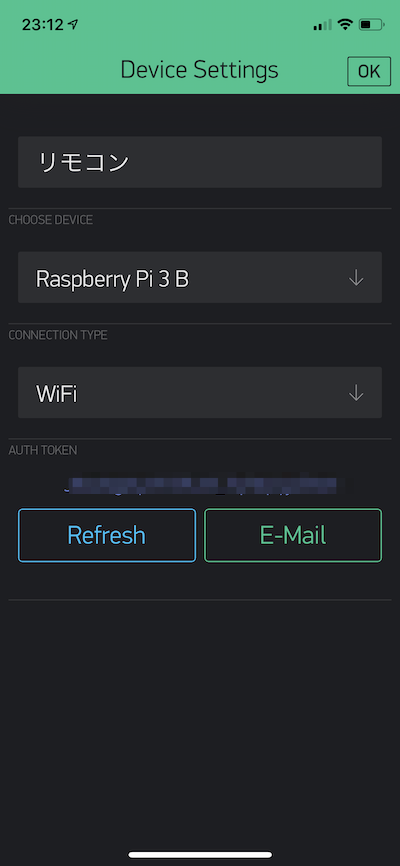 23:12
Device Settings
OK
リモコン
CHOOSE DEVICE
Raspberry Pi 3 B
CONNECTION TYPE
WiFi
AUTH TOKEN
Refresh
E-Mail